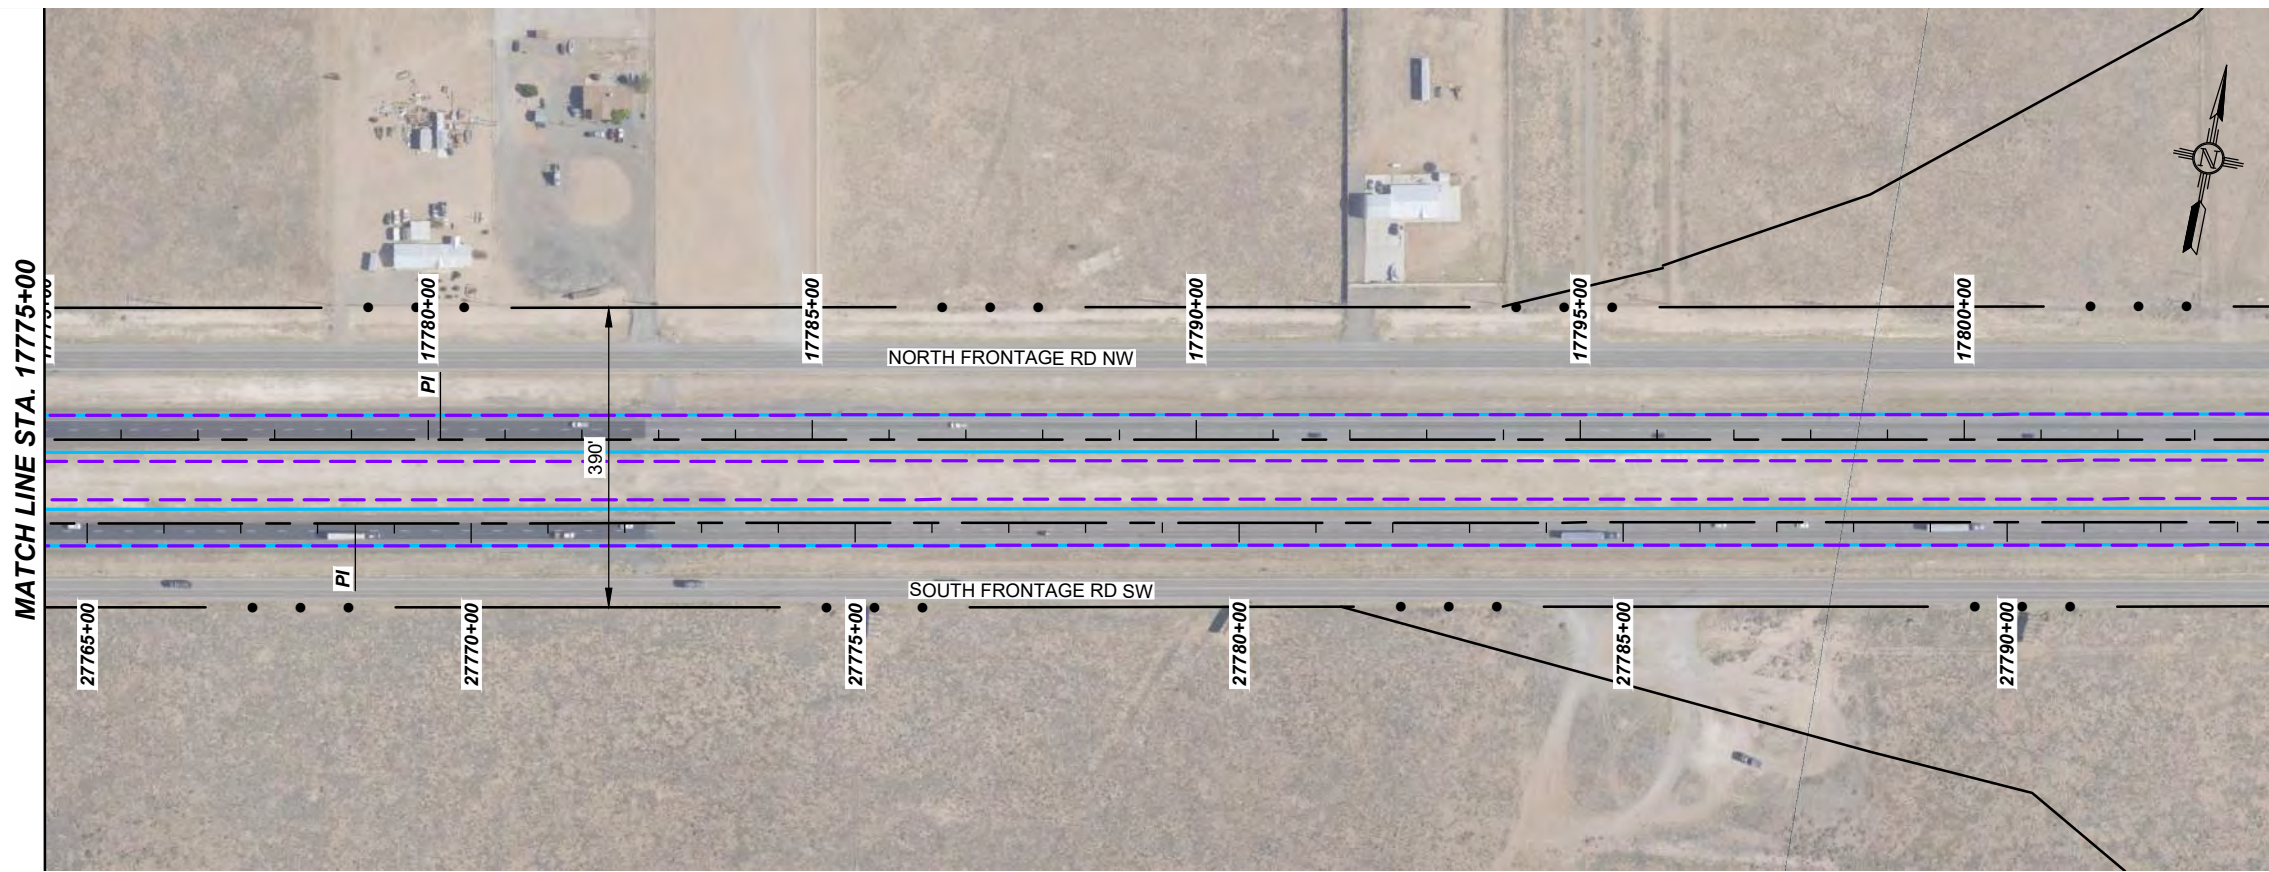 MATCH LINE STA. 17775+00
17775+00
17780+00
17785+00
17790+00
17795+00
17800+00
N
NORTH FRONTAGE RD NW
PI
390'
PI
SOUTH FRONTAGE RD SW
27765+00
27770+00
27775+00
27780+00
27785+00
27790+00